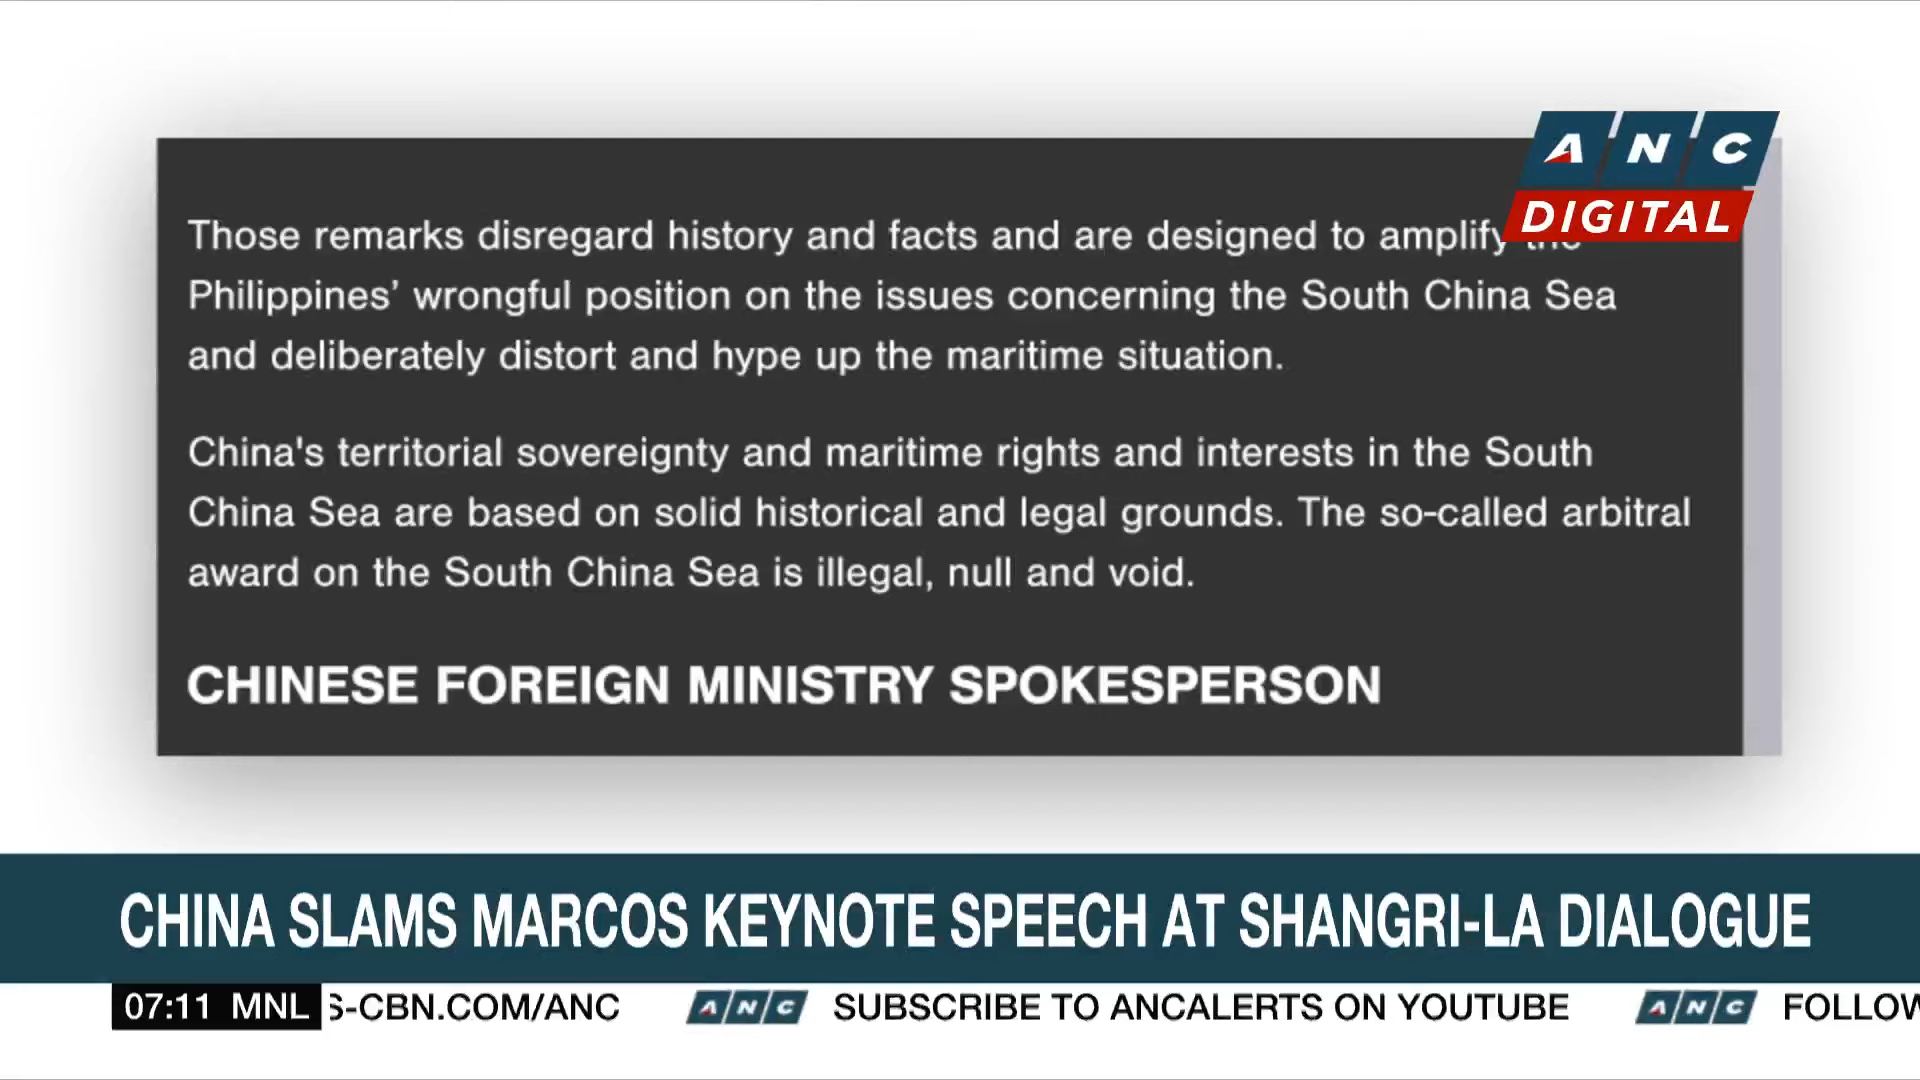 ANC
DIGITAL
Those remarks disregard history and facts and are designed to amplify the
Philippines’ wrongful position on the issues concerning the South China Sea
and deliberately distort and hype up the maritime situation.
China's territorial sovereignty and maritime rights and interests in the South
China Sea are based on solid historical and legal grounds. The so-called arbitral
award on the South China Sea is illegal, null and void.
CHINESE FOREIGN MINISTRY SPOKESPERSON
CHINA SLAMS MARCOS KEYNOTE SPEECH AT SHANGRI-LA DIALOGUE
07:11 MNL S-CBN.COM/ANC ANC SUBSCRIBE TO ANCALERTS ON YOUTUBE ANC FOLLOW